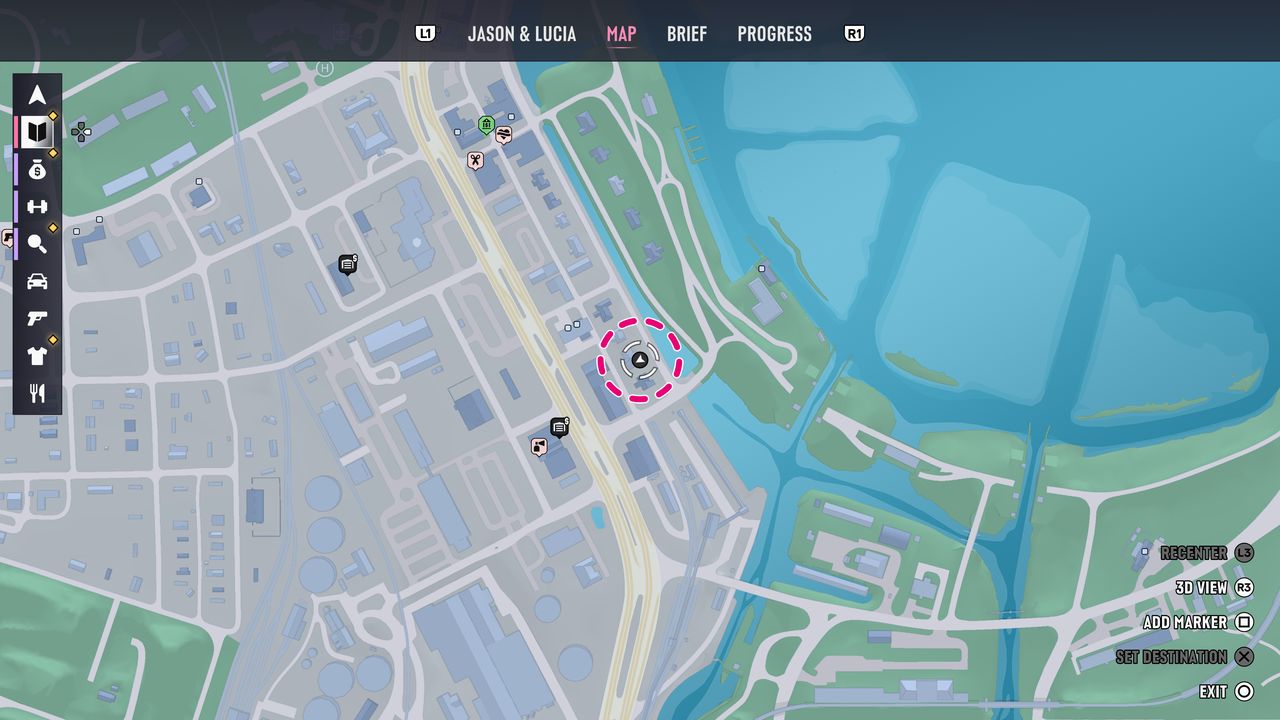 L1 JASON & LUCIA MAP BRIEF PROGRESS R1
H
$
$
$
RECENTER L3
3D VIEW R3
ADD MARKER
SET DESTINATION
EXIT